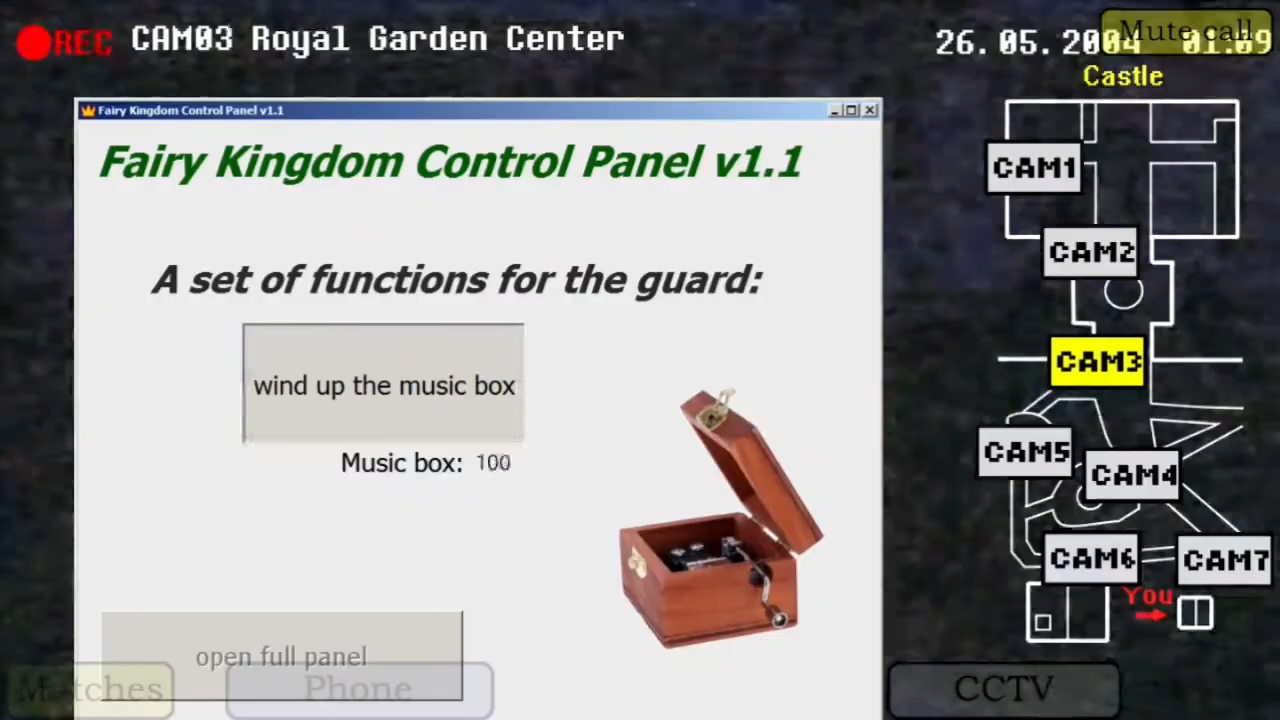 REC CAM03 Royal Garden Center
26.05.2004 01:09
Mute call
Castle
Fairy Kingdom Control Panel v1.1
Fairy Kingdom Control Panel v1.1
A set of functions for the guard:
wind up the music box
Music box: 100
open full panel
Matches
Phone
CCTV
CAM1
CAM2
CAM3
CAM5
CAM4
CAM6
CAM7
You